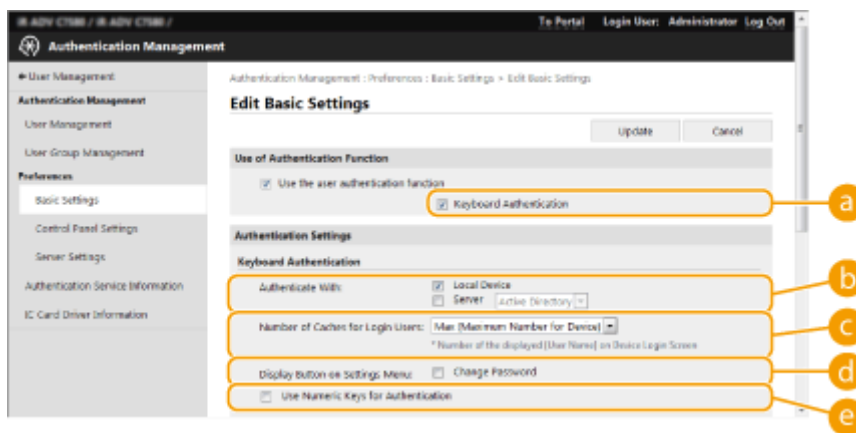 To Portal Login User: Administrator Log Out
Authentication Management
User Management
Authentication Management : Preferences : Basic Settings > Edit Basic Settings
Authentication Management
Edit Basic Settings
User Management
Update Cancel
User Group Management
Use of Authentication Function
Preferences
Use the user authentication function
Basic Settings
Keyboard Authentication
a
Control Panel Settings
Authentication Settings
Server Settings
Keyboard Authentication
Authentication Service Information
Authenticate With: Local Device
b
Server Active Directory
IC Card Driver Information
Number of Caches for Login Users: Max (Maximum Number for Device)
c
* Number of the displayed [User Name] on Device Login Screen
Display Button on Settings Menu: Change Password
d
Use Numeric Keys for Authentication
e